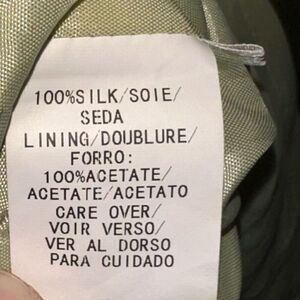 100%SILK/SOIE/
SEDA
LINING/DOUBLURE/
FORRO:
100%ACETATE/
ACETATE/ACETATO
CARE OVER/
VOIR VERSO/
VER AL DORSO
PARA CUIDADO